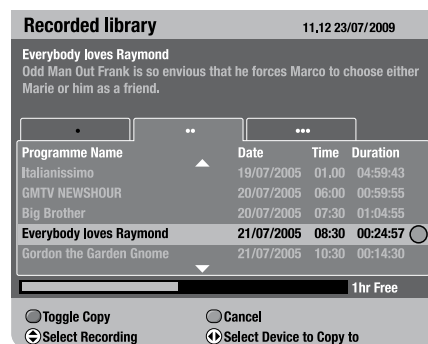 Recorded library 11.12 23/07/2009
Everybody loves Raymond
Odd Man Out Frank is so envious that he forces Marco to choose either
Marie or him as a friend.
Programme Name Date Time Duration
Italianissimo 19/07/2005 01.00 04:59:43
GMTV NEWSHOUR 20/07/2005 06:00 00:59:55
Big Brother 20/07/2005 07:30 01:04:55
Everybody loves Raymond 21/07/2005 08:30 00:24:57
Gordon the Garden Gnome 21/07/2005 10:30 00:14:30
1hr Free
Toggle Copy Cancel
Select Recording Select Device to Copy to